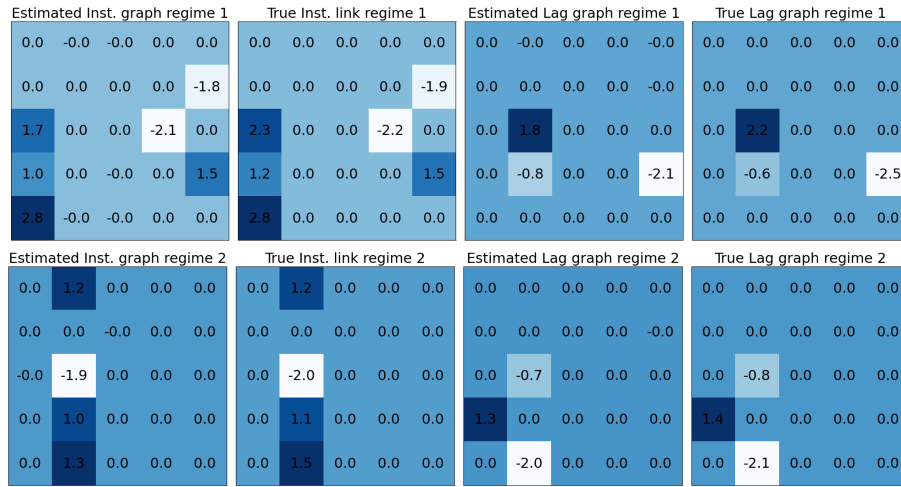 Estimated Inst. graph regime 1 True Inst. link regime 1 Estimated Lag graph regime 1 True Lag graph regime 1
0.0 -0.0 -0.0 0.0 0.0 0.0 0.0 0.0 0.0 0.0 0.0 -0.0 0.0 0.0 -0.0 0.0 0.0 0.0 0.0 0.0
0.0 0.0 0.0 0.0 -1.8 0.0 0.0 0.0 0.0 -1.9 0.0 0.0 0.0 0.0 -0.0 0.0 0.0 0.0 0.0 0.0
1.7 0.0 0.0 -2.1 0.0 2.3 0.0 0.0 -2.2 0.0 0.0 1.8 0.0 0.0 0.0 0.0 2.2 0.0 0.0 0.0
1.0 0.0 -0.0 0.0 1.5 1.2 0.0 0.0 0.0 1.5 0.0 -0.8 0.0 0.0 -2.1 0.0 -0.6 0.0 0.0 -2.5
2.8 -0.0 -0.0 0.0 0.0 2.8 0.0 0.0 0.0 0.0 0.0 0.0 0.0 0.0 0.0 0.0 0.0 0.0 0.0 0.0
Estimated Inst. graph regime 2 True Inst. link regime 2 Estimated Lag graph regime 2 True Lag graph regime 2
0.0 1.2 0.0 0.0 0.0 0.0 1.2 0.0 0.0 0.0 0.0 0.0 0.0 0.0 0.0 0.0 0.0 0.0 0.0 0.0
0.0 0.0 -0.0 0.0 0.0 0.0 0.0 0.0 0.0 0.0 0.0 0.0 0.0 0.0 -0.0 0.0 0.0 0.0 0.0 0.0
-0.0 -1.9 0.0 0.0 0.0 0.0 -2.0 0.0 0.0 0.0 0.0 -0.7 0.0 0.0 0.0 0.0 -0.8 0.0 0.0 0.0
0.0 1.0 0.0 0.0 0.0 0.0 1.1 0.0 0.0 0.0 1.3 0.0 0.0 0.0 0.0 1.4 0.0 0.0 0.0 0.0
0.0 1.3 0.0 0.0 0.0 0.0 1.5 0.0 0.0 0.0 0.0 -2.0 0.0 0.0 0.0 0.0 -2.1 0.0 0.0 0.0